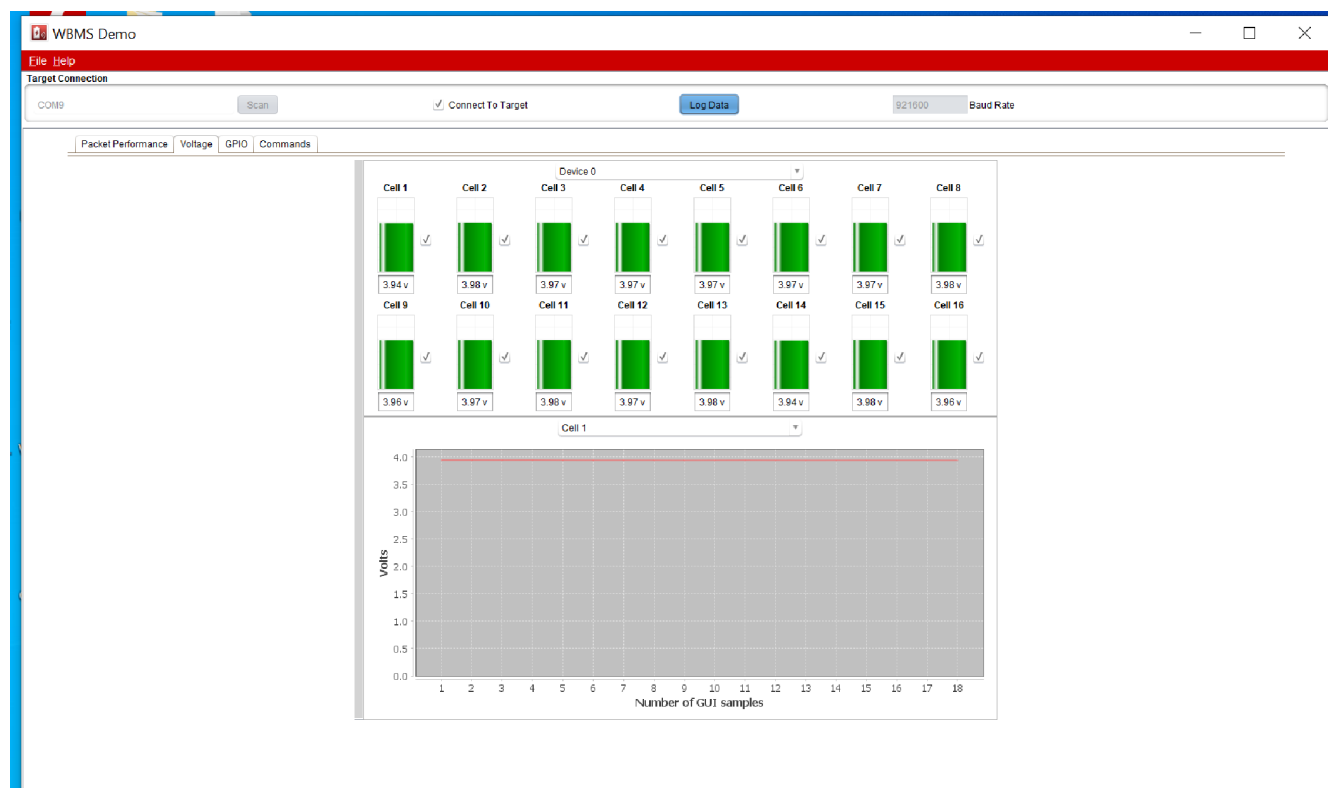 WBMS Demo
File Help
Target Connection
COM9 Scan Connect To Target Log Data 921600 Baud Rate
Packet Performance Voltage GPIO Commands
Device 0
Cell 1 Cell 2 Cell 3 Cell 4 Cell 5 Cell 6 Cell 7 Cell 8
3.94 v 3.98 v 3.97 v 3.97 v 3.97 v 3.97 v 3.97 v 3.98 v
Cell 9 Cell 10 Cell 11 Cell 12 Cell 13 Cell 14 Cell 15 Cell 16
3.96 v 3.97 v 3.98 v 3.97 v 3.98 v 3.94 v 3.98 v 3.96 v
Cell 1
4.0
3.5
3.0
2.5
2.0
1.5
1.0
0.5
0.0
Volts
1 2 3 4 5 6 7 8 9 10 11 12 13 14 15 16 17 18
Number of GUI samples